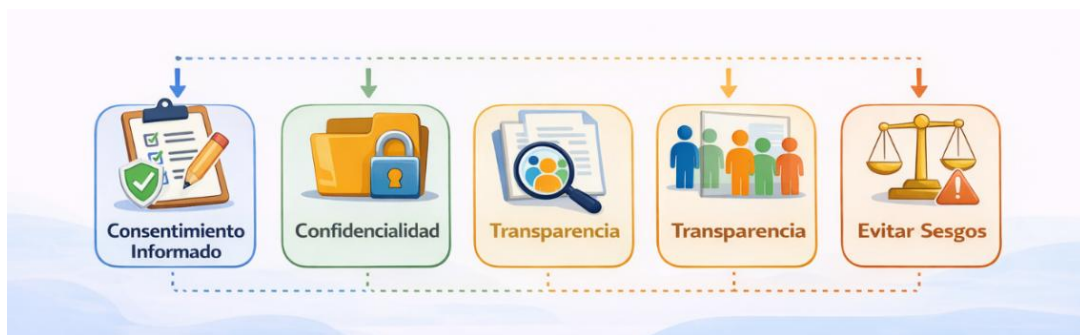 Consentimiento
Informado
Confidencialidad
Transparencia
Transparencia
Evitar Sesgos